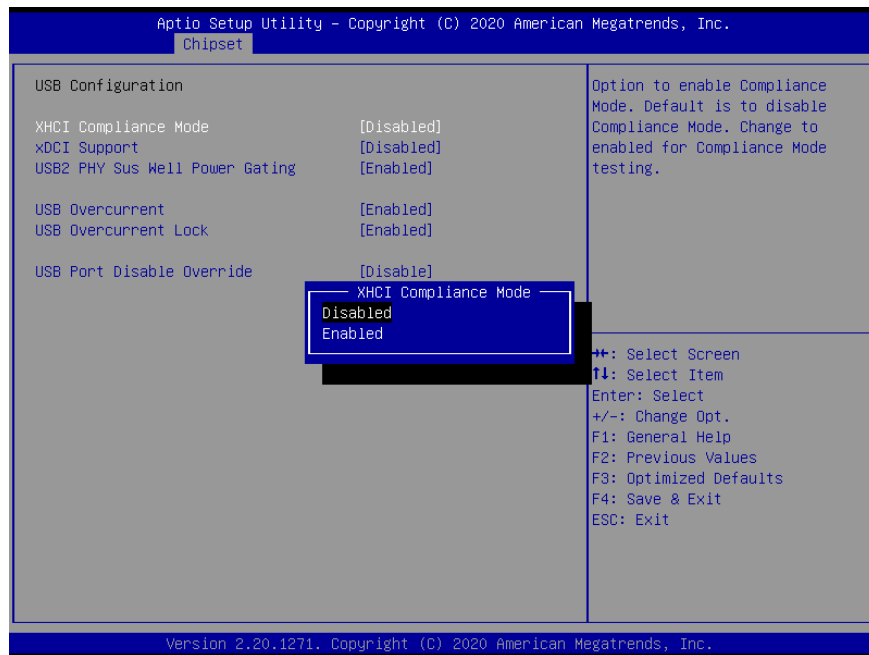 Aptio Setup Utility – Copyright (C) 2020 American Megatrends, Inc.
Chipset
USB Configuration
XHCI Compliance Mode [Disabled]
xDCI Support [Disabled]
USB2 PHY Sus Well Power Gating [Enabled]
USB Overcurrent [Enabled]
USB Overcurrent Lock [Enabled]
USB Port Disable Override [Disable]
XHCI Compliance Mode
Disabled
Enabled
Option to enable Compliance
Mode. Default is to disable
Compliance Mode. Change to
enabled for Compliance Mode
testing.
→←: Select Screen
↑↓: Select Item
Enter: Select
+/-: Change Opt.
F1: General Help
F2: Previous Values
F3: Optimized Defaults
F4: Save & Exit
ESC: Exit
Version 2.20.1271. Copyright (C) 2020 American Megatrends, Inc.